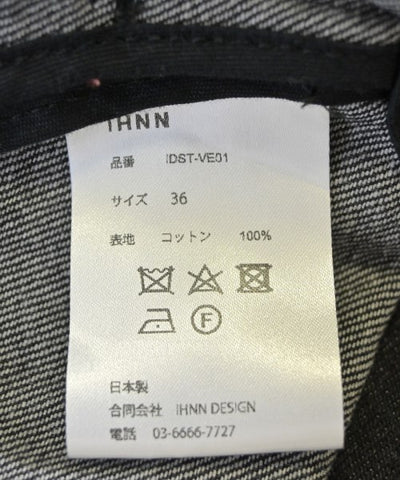 IHNN
品番 IDST-VE01
サイズ 36
表地 コットン 100%
F
日本製
合同会社 IHNN DESIGN
電話 03-6666-7727